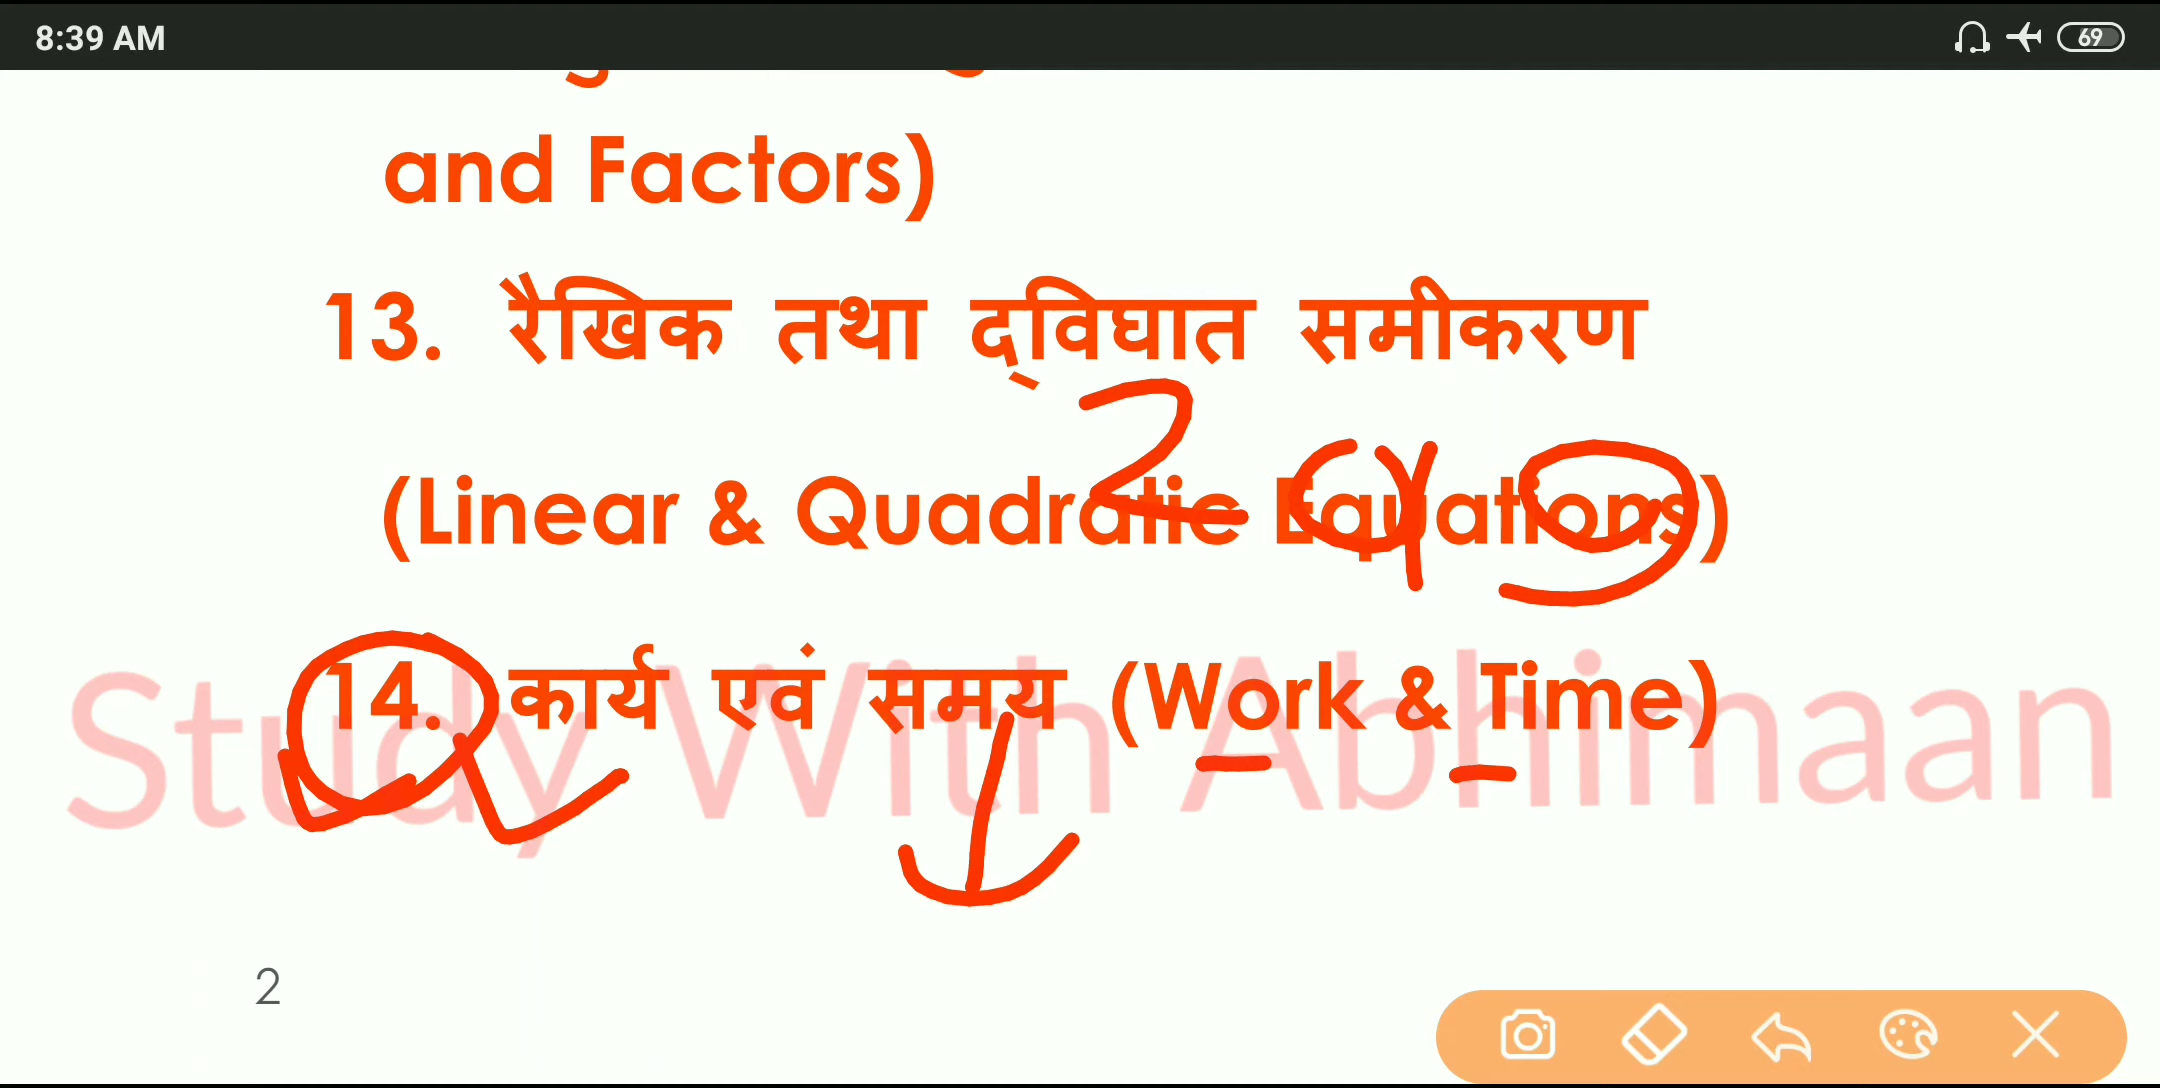 8:39 AM
69
and Factors)
13. रैखिक तथा द्विघात समीकरण
2
(Linear & Quadratic Equations)
14. कार्य एवं समय (Work & Time)
Study With Abhimaan
2